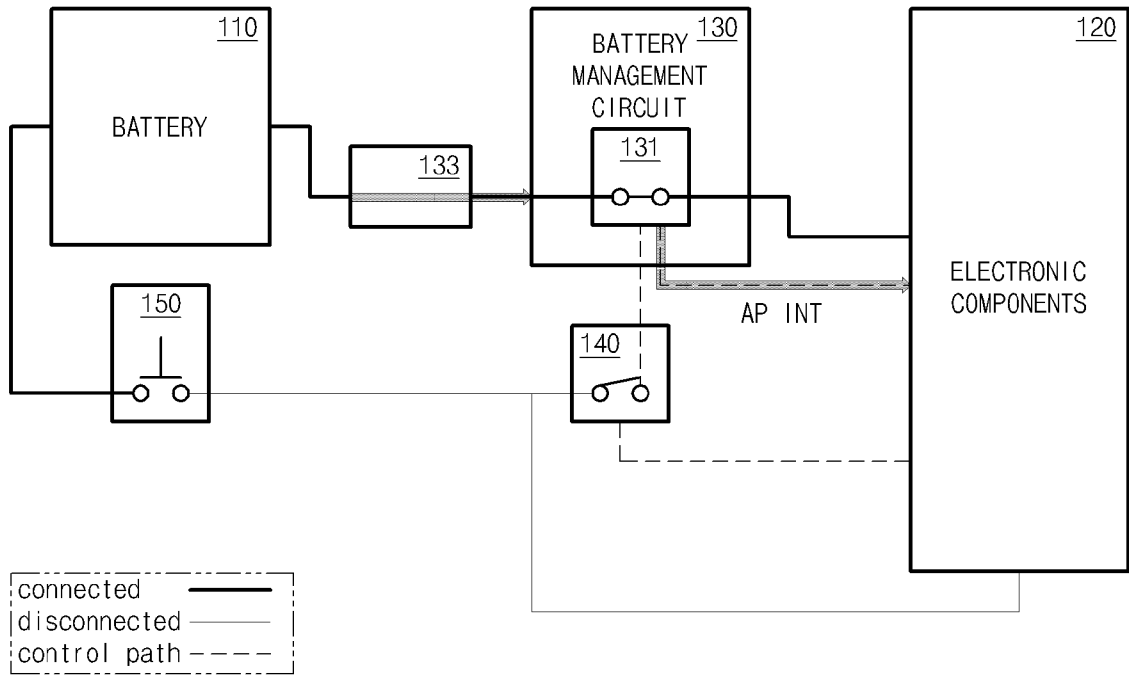 110
BATTERY
133
130
BATTERY
MANAGEMENT
CIRCUIT
131
120
ELECTRONIC
COMPONENTS
AP INT
150
140
connected
disconnected
control path